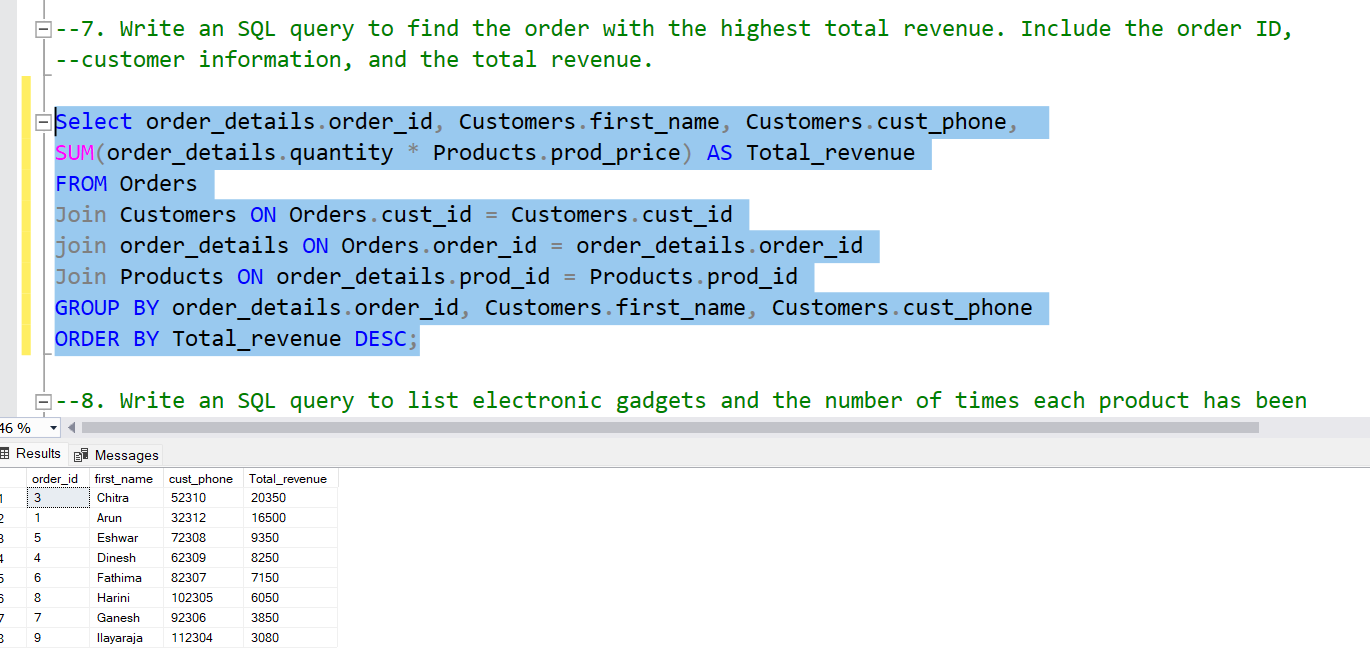 --7. Write an SQL query to find the order with the highest total revenue. Include the order ID,
--customer information, and the total revenue.
Select order_details.order_id, Customers.first_name, Customers.cust_phone,
SUM(order_details.quantity * Products.prod_price) AS Total_revenue
FROM Orders
Join Customers ON Orders.cust_id = Customers.cust_id
join order_details ON Orders.order_id = order_details.order_id
Join Products ON order_details.prod_id = Products.prod_id
GROUP BY order_details.order_id, Customers.first_name, Customers.cust_phone
ORDER BY Total_revenue DESC;
--8. Write an SQL query to list electronic gadgets and the number of times each product has been
46 %
Results Messages
order_id first_name cust_phone Total_revenue
1 3 Chitra 52310 20350
2 1 Arun 32312 16500
3 5 Eshwar 72308 9350
4 4 Dinesh 62309 8250
5 6 Fathima 82307 7150
6 8 Harini 102305 6050
7 7 Ganesh 92306 3850
8 9 Ilayaraja 112304 3080